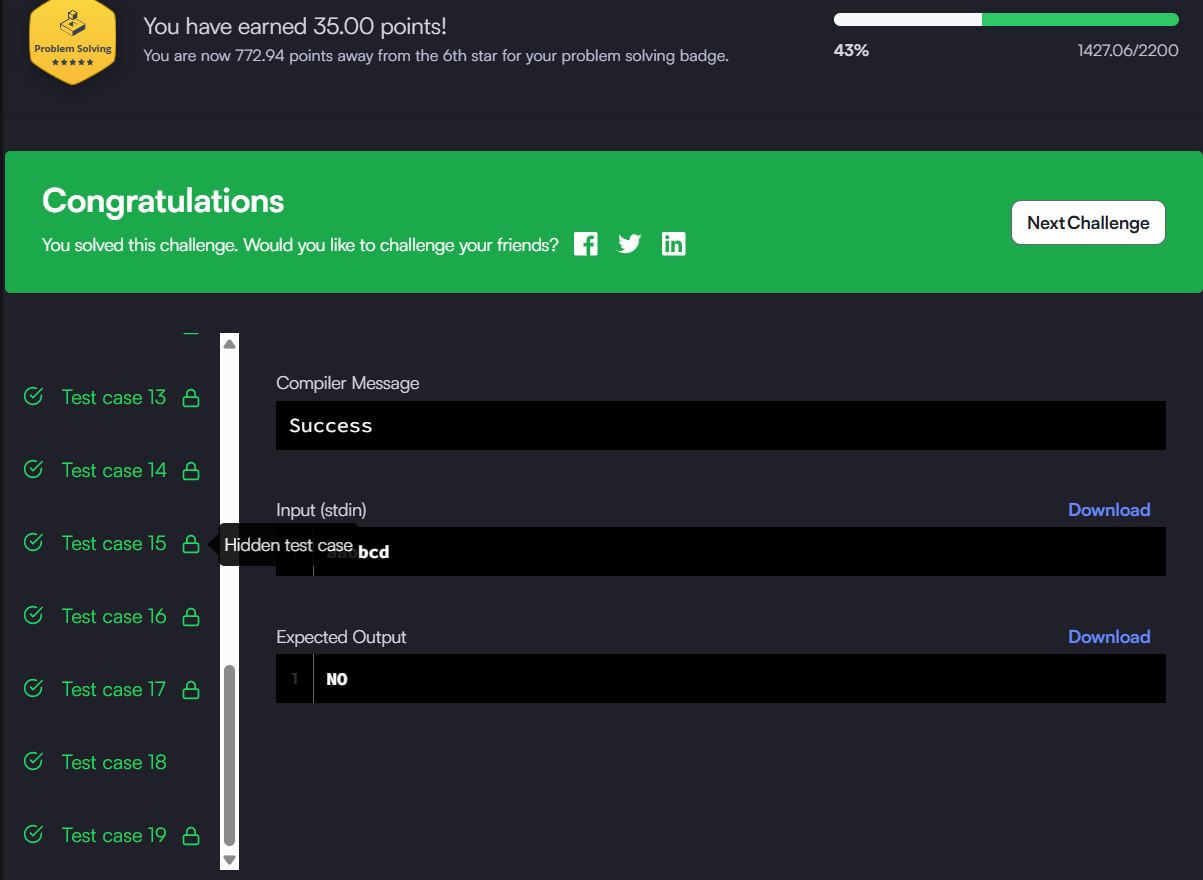 Problem Solving
You have earned 35.00 points!
You are now 772.94 points away from the 6th star for your problem solving badge.
43%
1427.06/2200
Congratulations
You solved this challenge. Would you like to challenge your friends?
Next Challenge
Test case 13
Test case 14
Test case 15
Hidden test case
Test case 16
Test case 17
Test case 18
Test case 19
Compiler Message
Success
Input (stdin)
Download
bcd
Expected Output
Download
1
NO